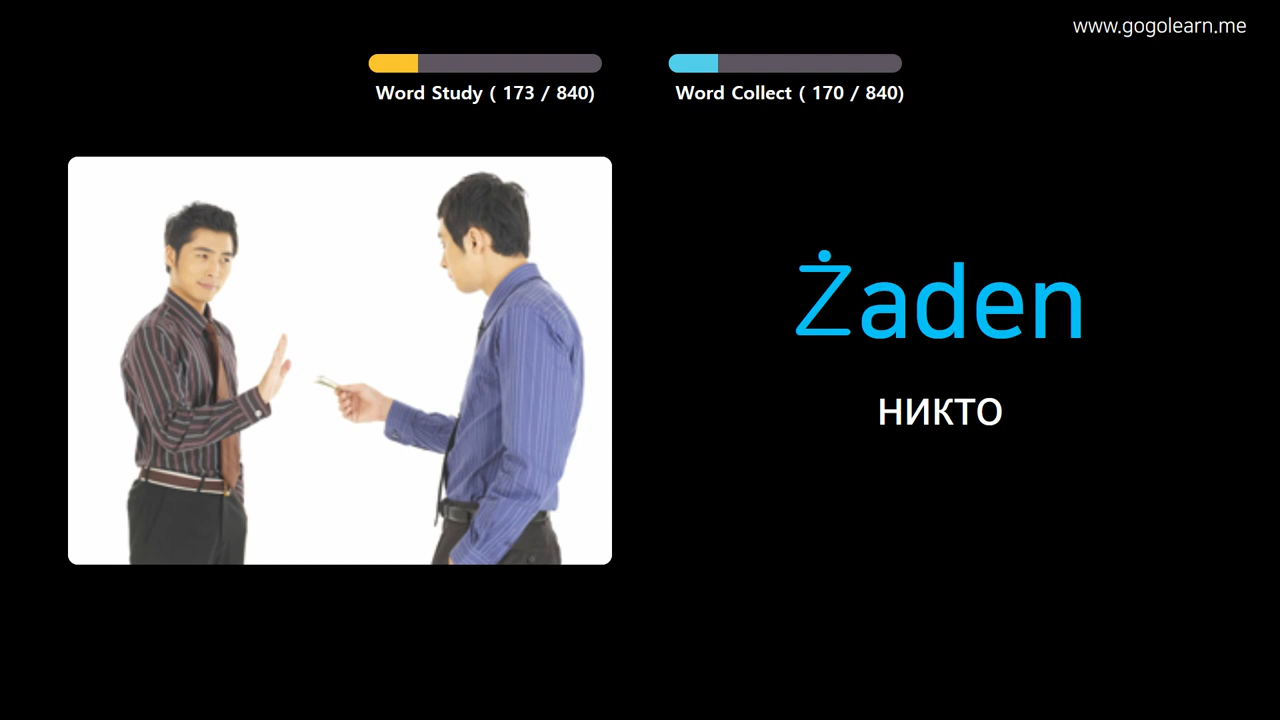 www.gogolearn.me
Word Study ( 173 / 840)
Word Collect ( 170 / 840)
Żaden
никто